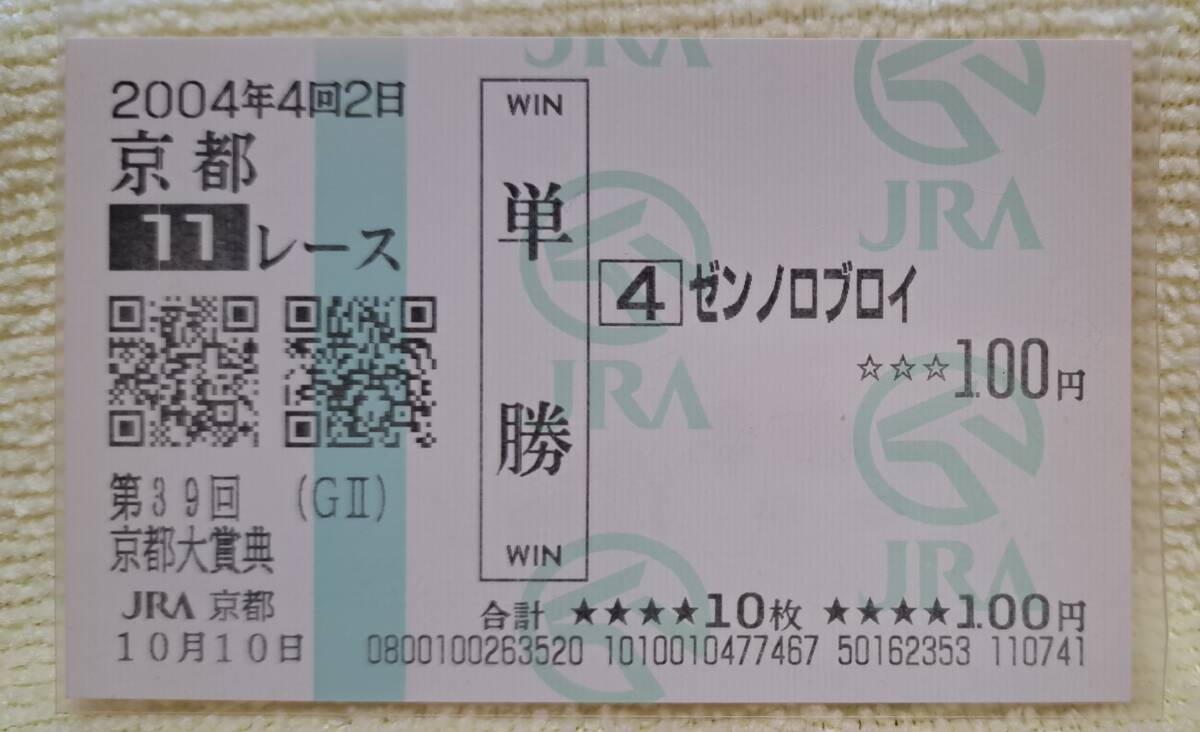 2004年4回2日
京都
11レース
第39回 (GⅡ)
京都大賞典
JRA 京都
10月10日
WIN
単勝
WIN
4 ゼンノロブロイ
☆☆☆100円
合計 ★★★★10枚 ★★★★100円
0800100263520 1010010477467 50162353 110741
JRA
JRA
JRA
JRA